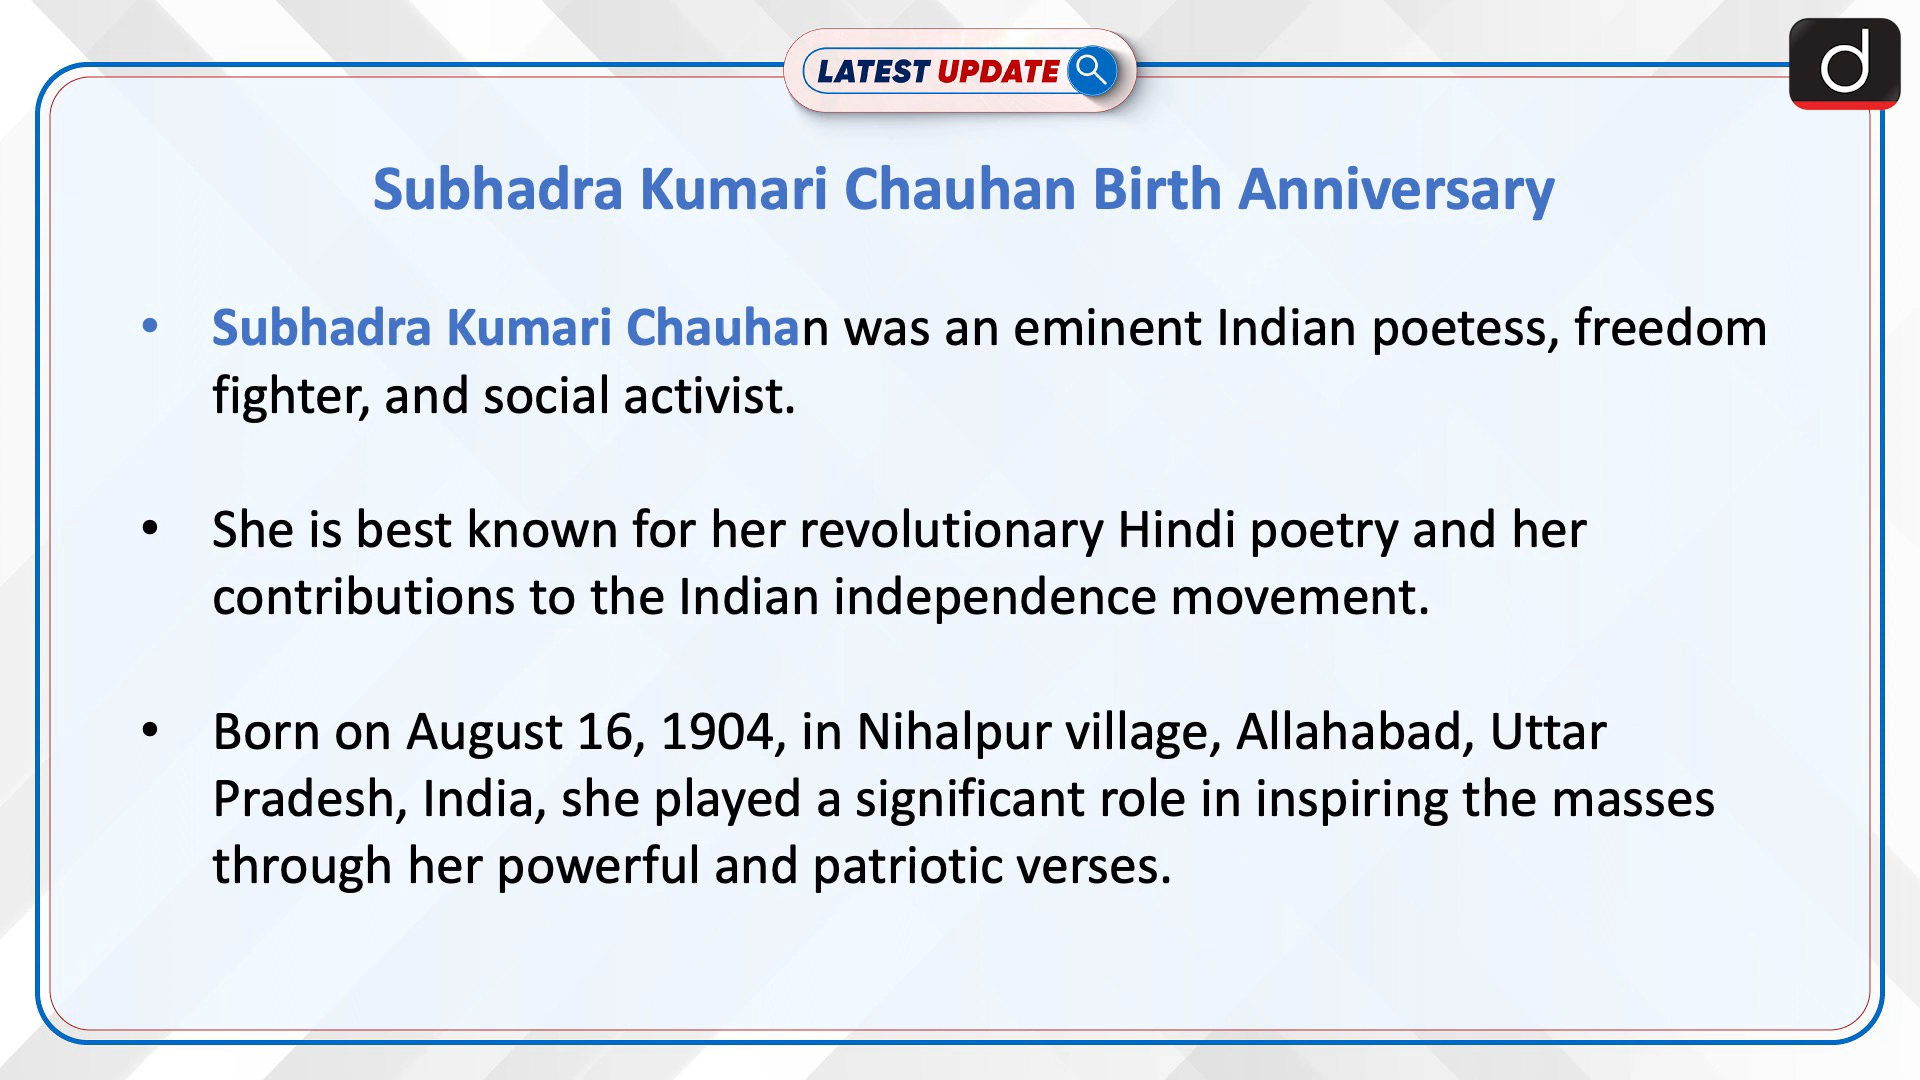 LATEST UPDATE
d
Subhadra Kumari Chauhan Birth Anniversary
• Subhadra Kumari Chauhan was an eminent Indian poetess, freedom
fighter, and social activist.
• She is best known for her revolutionary Hindi poetry and her
contributions to the Indian independence movement.
• Born on August 16, 1904, in Nihalpur village, Allahabad, Uttar
Pradesh, India, she played a significant role in inspiring the masses
through her powerful and patriotic verses.